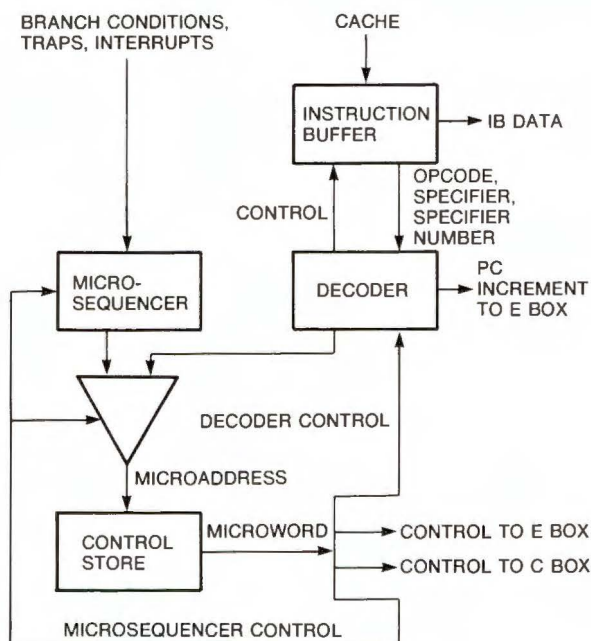 BRANCH CONDITIONS,
TRAPS, INTERRUPTS
CACHE
INSTRUCTION
BUFFER
IB DATA
CONTROL
OPCODE,
SPECIFIER,
SPECIFIER
NUMBER
MICRO-
SEQUENCER
DECODER
PC
INCREMENT
TO E BOX
DECODER CONTROL
MICROADDRESS
CONTROL
STORE
MICROWORD
CONTROL TO E BOX
CONTROL TO C BOX
MICROSEQUENCER CONTROL